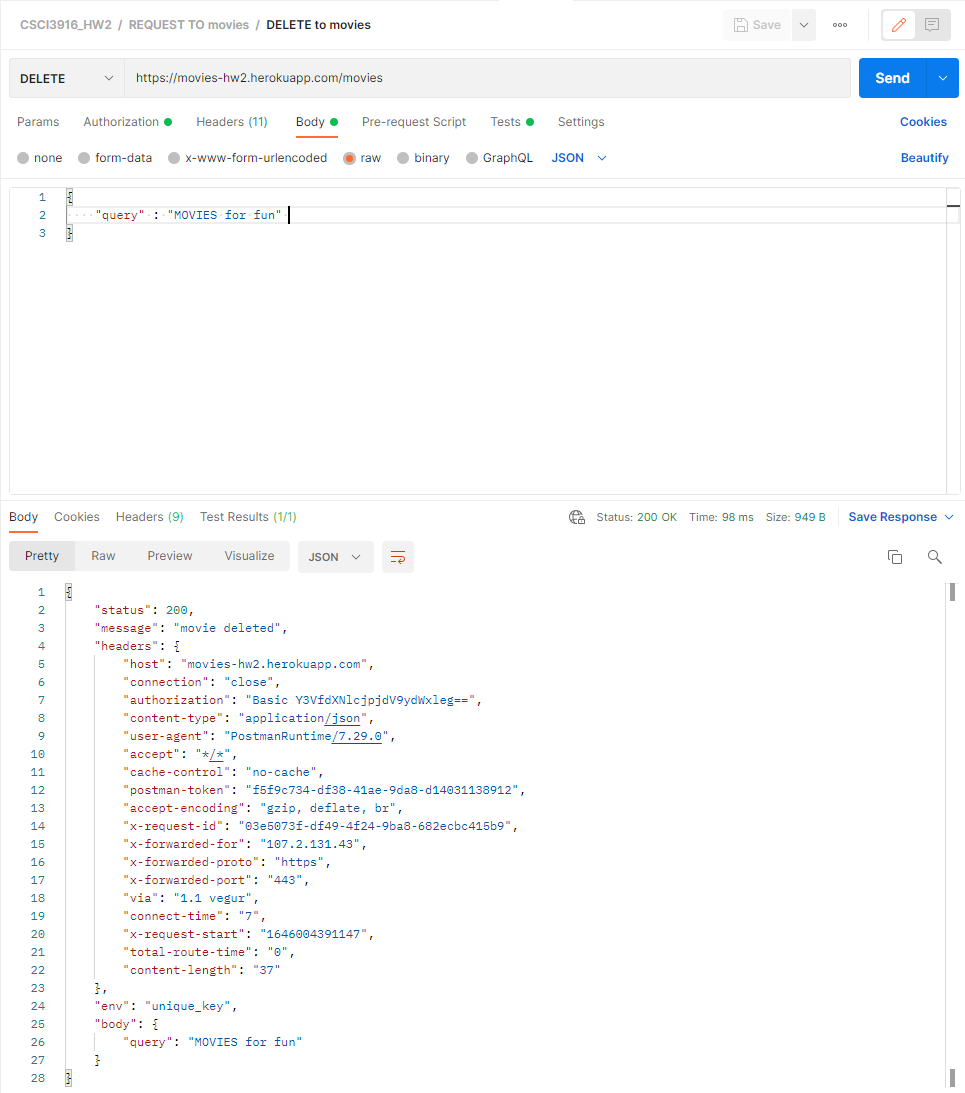 CSCI3916_HW2 / REQUEST TO movies / DELETE to movies
Save
DELETE
https://movies-hw2.herokuapp.com/movies
Send
Params Authorization Headers (11) Body Pre-request Script Tests Settings Cookies
none form-data x-www-form-urlencoded raw binary GraphQL JSON Beautify
1 {
2 "query" : "MOVIES for fun"
3 }
Body Cookies Headers (9) Test Results (1/1) Status: 200 OK Time: 98 ms Size: 949 B Save Response
Pretty Raw Preview Visualize JSON
1 {
2 "status": 200,
3 "message": "movie deleted",
4 "headers": {
5 "host": "movies-hw2.herokuapp.com",
6 "connection": "close",
7 "authorization": "Basic Y3VfdXNlcjpjdV9ydWxleg==",
8 "content-type": "application/json",
9 "user-agent": "PostmanRuntime/7.29.0",
10 "accept": "*/*",
11 "cache-control": "no-cache",
12 "postman-token": "f5f9c734-df38-41ae-9da8-d14031138912",
13 "accept-encoding": "gzip, deflate, br",
14 "x-request-id": "03e5073f-df49-4f24-9ba8-682ecbc415b9",
15 "x-forwarded-for": "107.2.131.43",
16 "x-forwarded-proto": "https",
17 "x-forwarded-port": "443",
18 "via": "1.1 vegur",
19 "connect-time": "7",
20 "x-request-start": "1646004391147",
21 "total-route-time": "0",
22 "content-length": "37"
23 },
24 "env": "unique_key",
25 "body": {
26 "query": "MOVIES for fun"
27 }
28 }